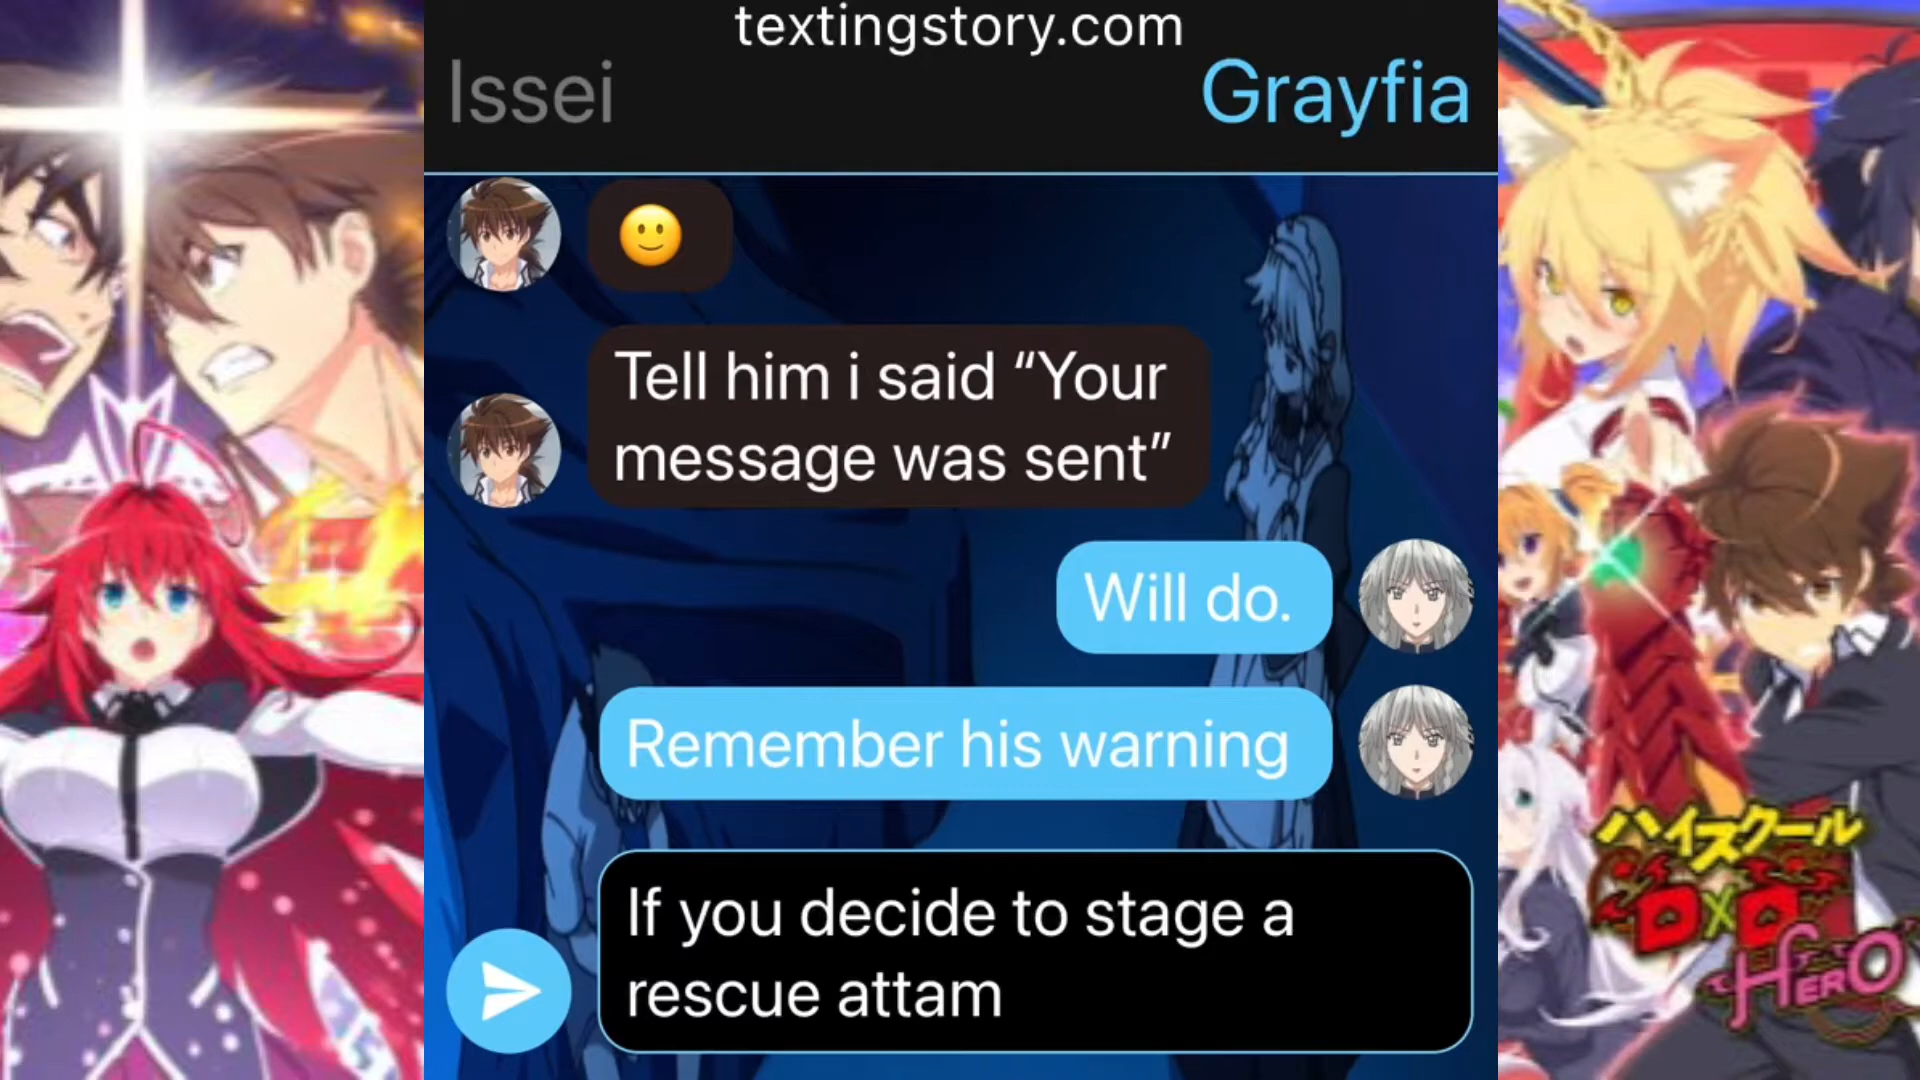 textingstory.com
Issei
Grayfia
Tell him i said “Your
message was sent”
Will do.
Remember his warning
If you decide to stage a
rescue attam
ハイスクール
D×D
HERO